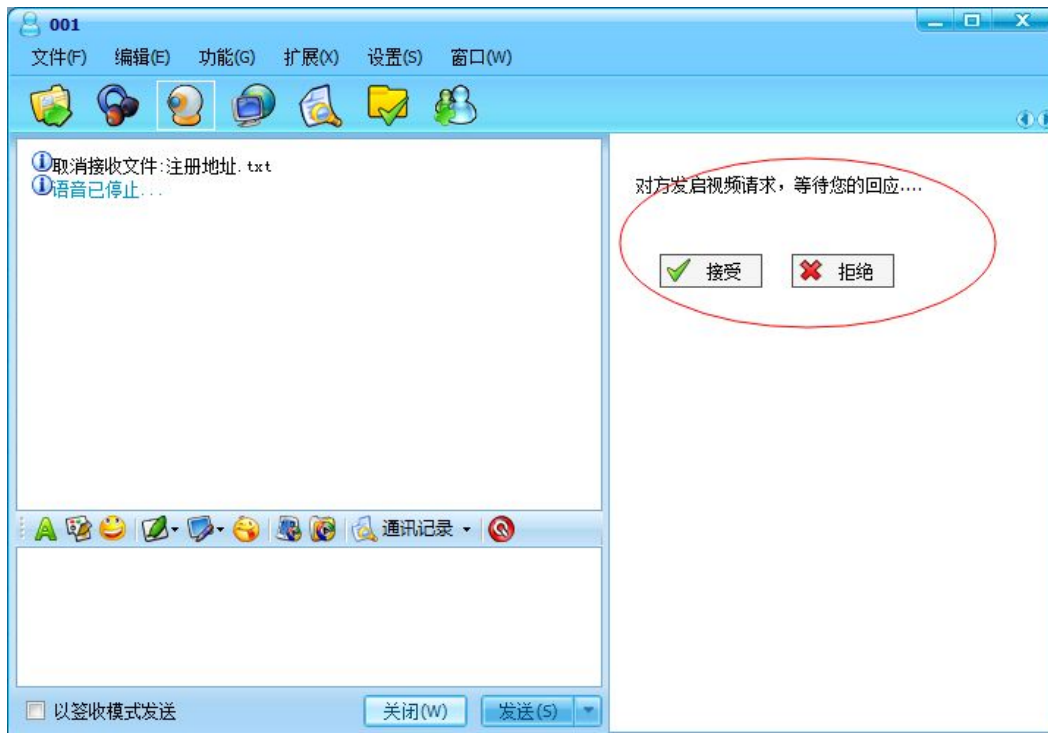 001
文件(F) 编辑(E) 功能(G) 扩展(X) 设置(S) 窗口(W)
取消接收文件:注册地址.txt
语音已停止...
对方发启视频请求，等待您的回应....
接受 拒绝
通讯记录
以签收模式发送 关闭(W) 发送(S)